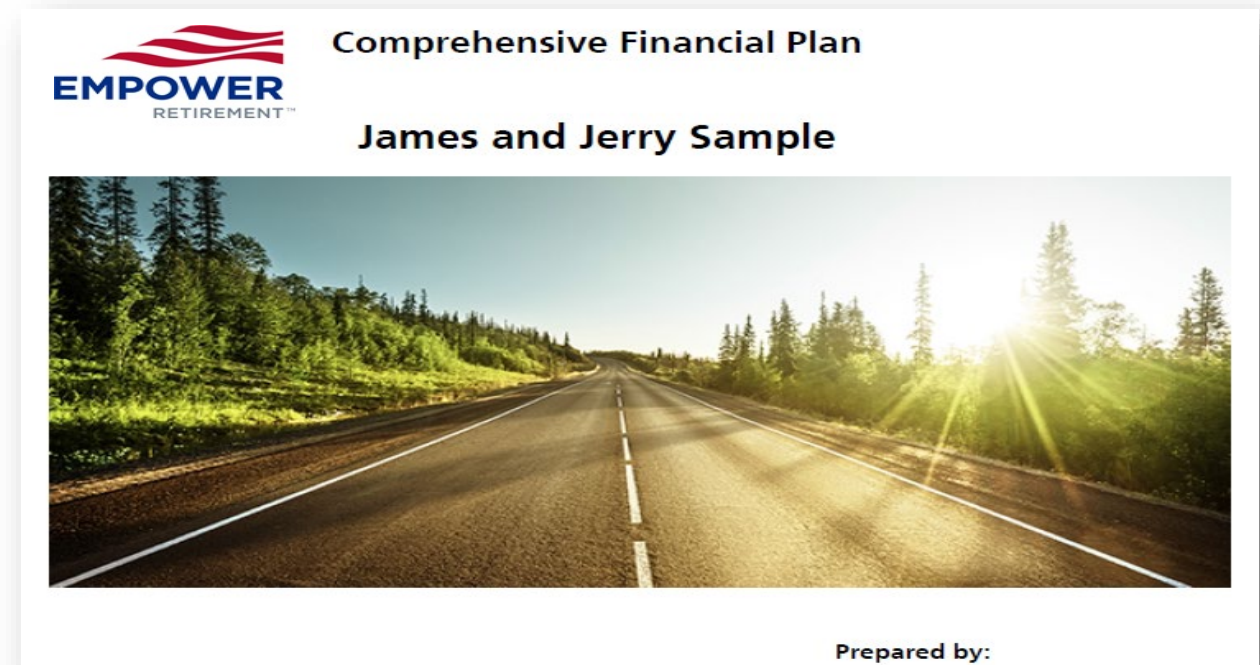 Comprehensive Financial Plan
EMPOWER
RETIREMENT™
James and Jerry Sample
Prepared by: